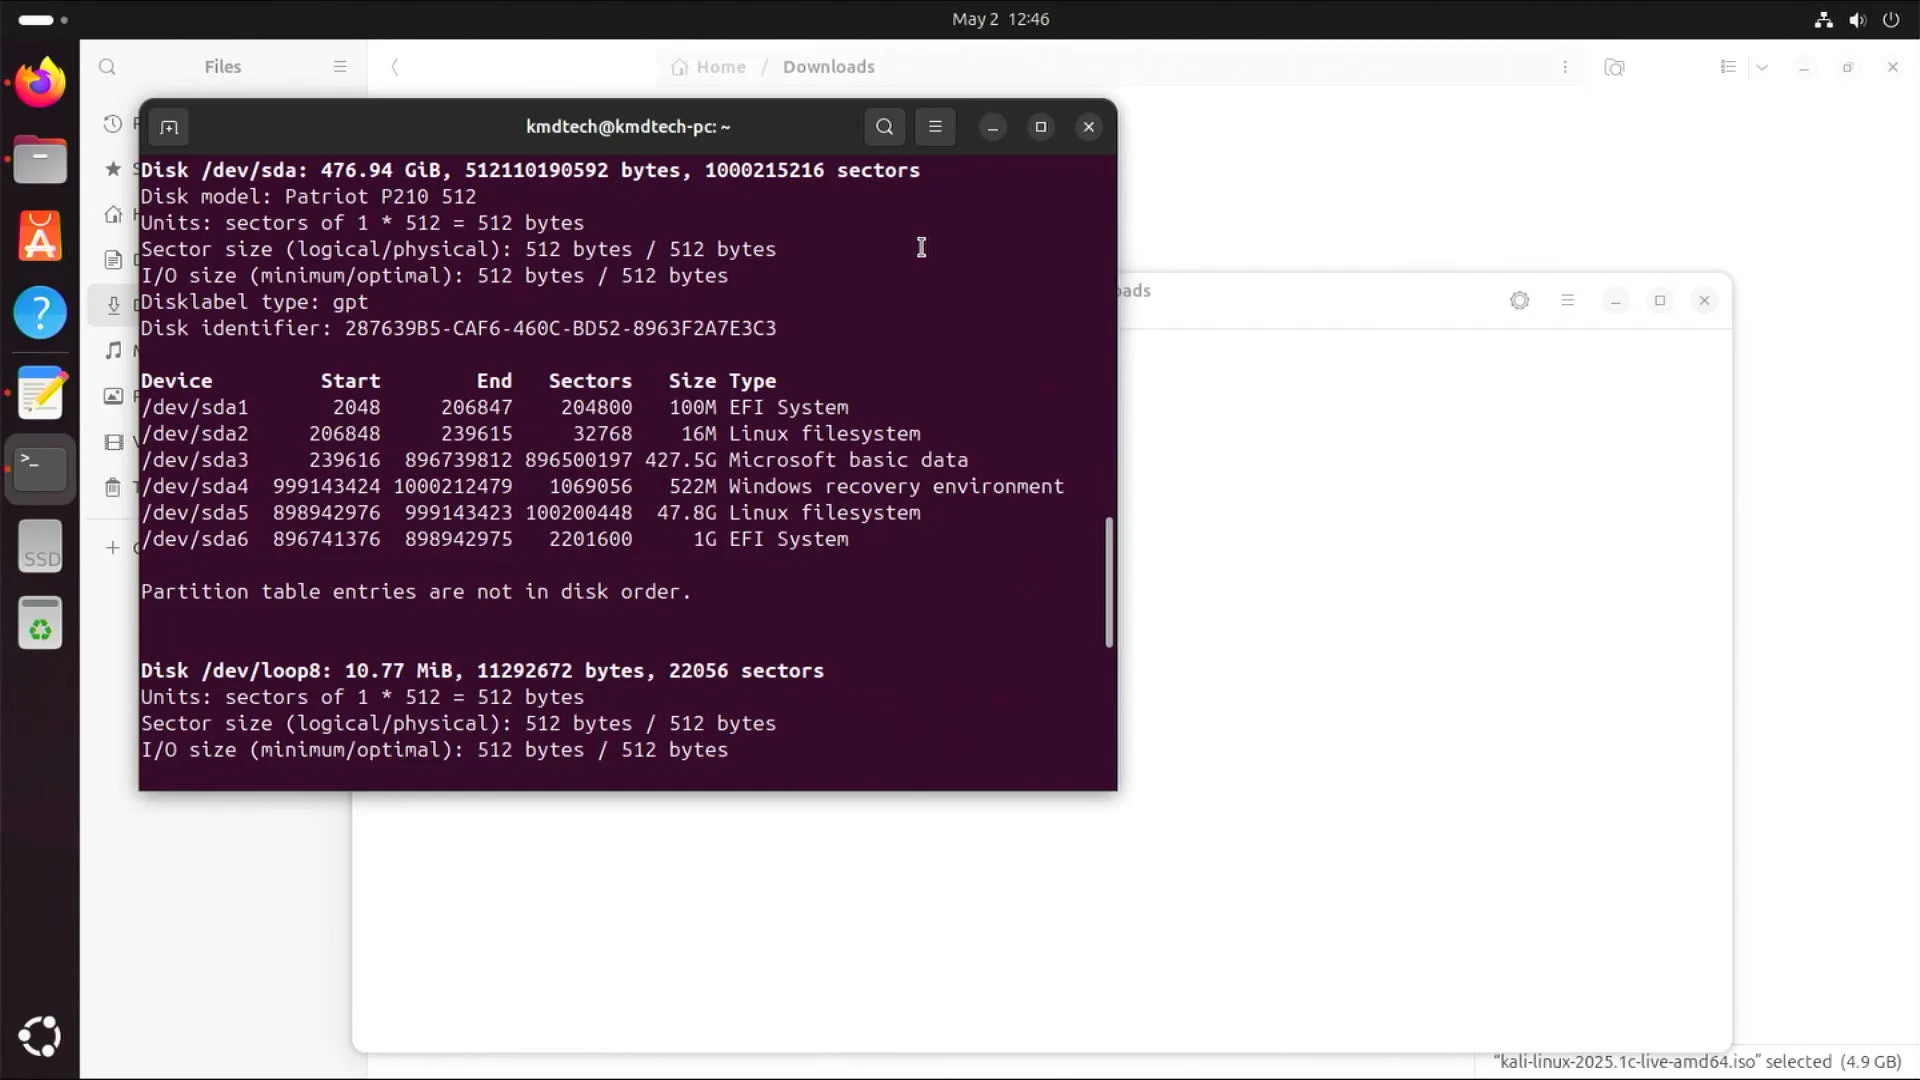 May 2 12:46
Files
Home / Downloads
kmdtech@kmdtech-pc: ~
Disk /dev/sda: 476.94 GiB, 512110190592 bytes, 1000215216 sectors
Disk model: Patriot P210 512
Units: sectors of 1 * 512 = 512 bytes
Sector size (logical/physical): 512 bytes / 512 bytes
I/O size (minimum/optimal): 512 bytes / 512 bytes
Disklabel type: gpt
Disk identifier: 287639B5-CAF6-460C-BD52-8963F2A7E3C3
Device Start End Sectors Size Type
/dev/sda1 2048 206847 204800 100M EFI System
/dev/sda2 206848 239615 32768 16M Linux filesystem
/dev/sda3 239616 896739812 896500197 427.5G Microsoft basic data
/dev/sda4 999143424 1000212479 1069056 522M Windows recovery environment
/dev/sda5 898942976 999143423 100200448 47.8G Linux filesystem
/dev/sda6 896741376 898942975 2201600 1G EFI System
Partition table entries are not in disk order.
Disk /dev/loop8: 10.77 MiB, 11292672 bytes, 22056 sectors
Units: sectors of 1 * 512 = 512 bytes
Sector size (logical/physical): 512 bytes / 512 bytes
I/O size (minimum/optimal): 512 bytes / 512 bytes
oads
SSD
"kali-linux-2025.1c-live-amd64.iso" selected (4.9 GB)